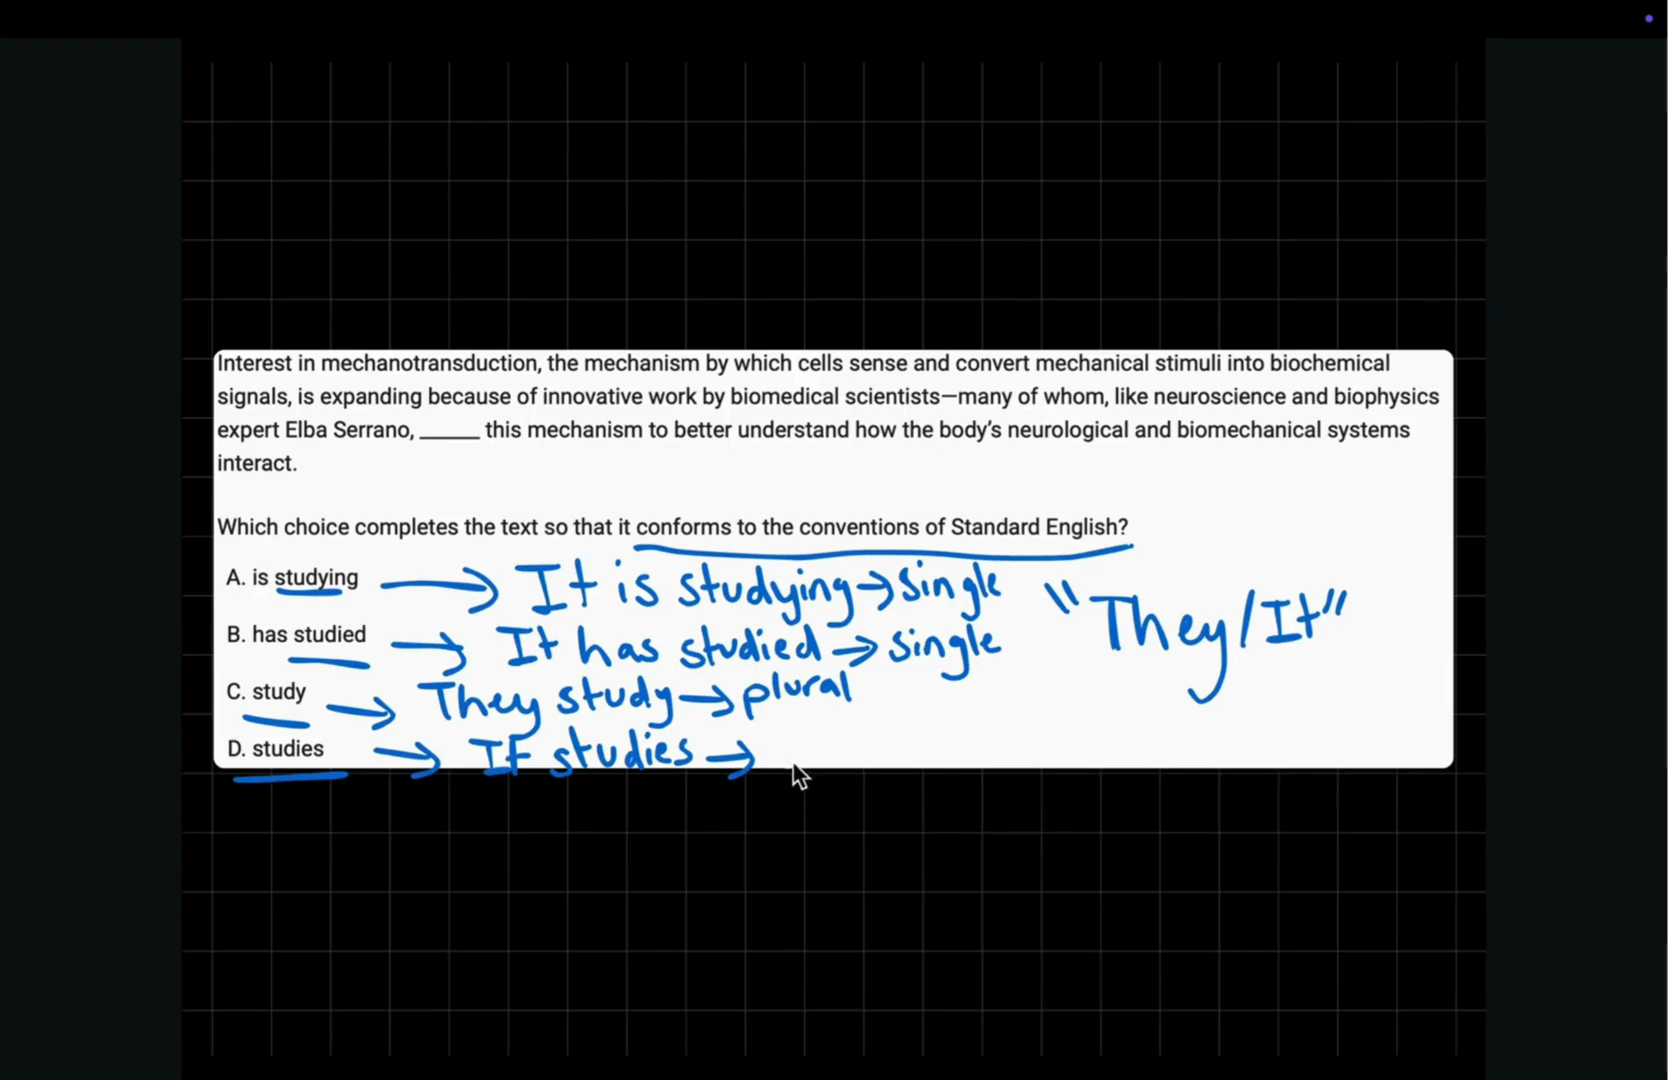 Interest in mechanotransduction, the mechanism by which cells sense and convert mechanical stimuli into biochemical
signals, is expanding because of innovative work by biomedical scientists—many of whom, like neuroscience and biophysics
expert Elba Serrano, _____ this mechanism to better understand how the body's neurological and biomechanical systems
interact.
Which choice completes the text so that it conforms to the conventions of Standard English?
A. is studying → It is studying → single
"They/It"
B. has studied → It has studied → single
C. study → They study → plural
D. studies → It studies →